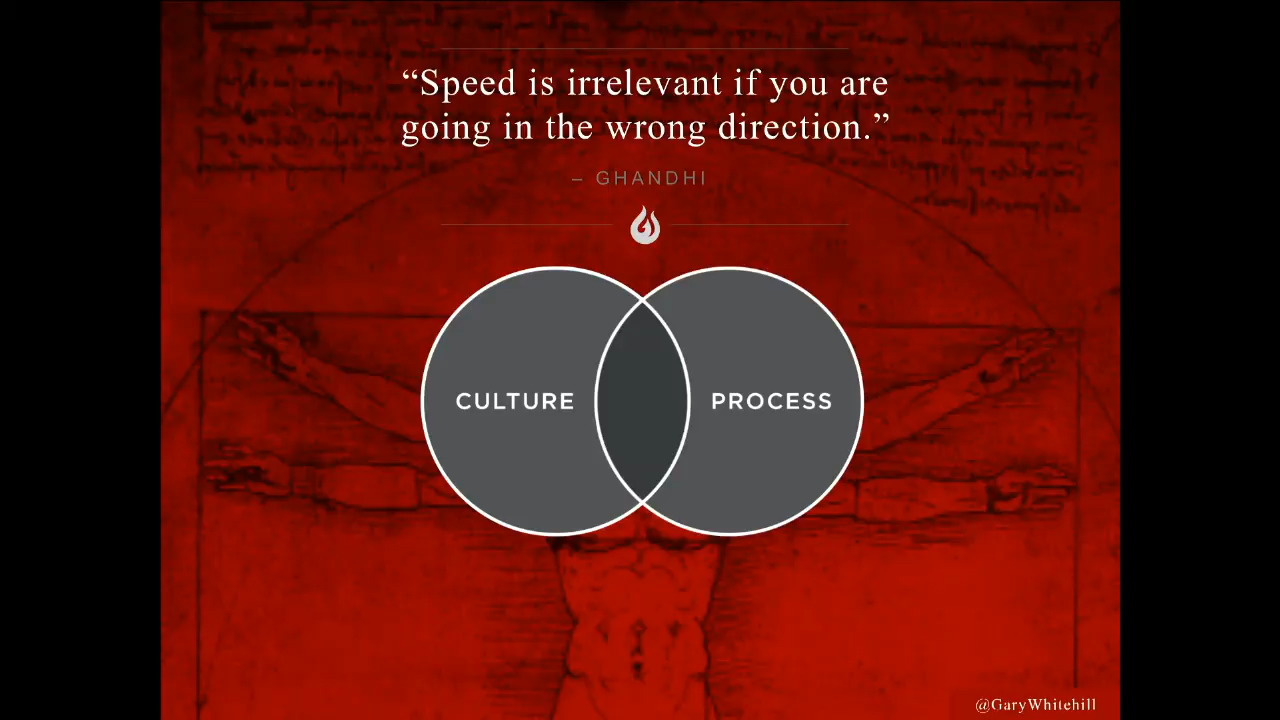 “Speed is irrelevant if you are
going in the wrong direction.”
– GHANDHI
CULTURE
PROCESS
@GaryWhitehill